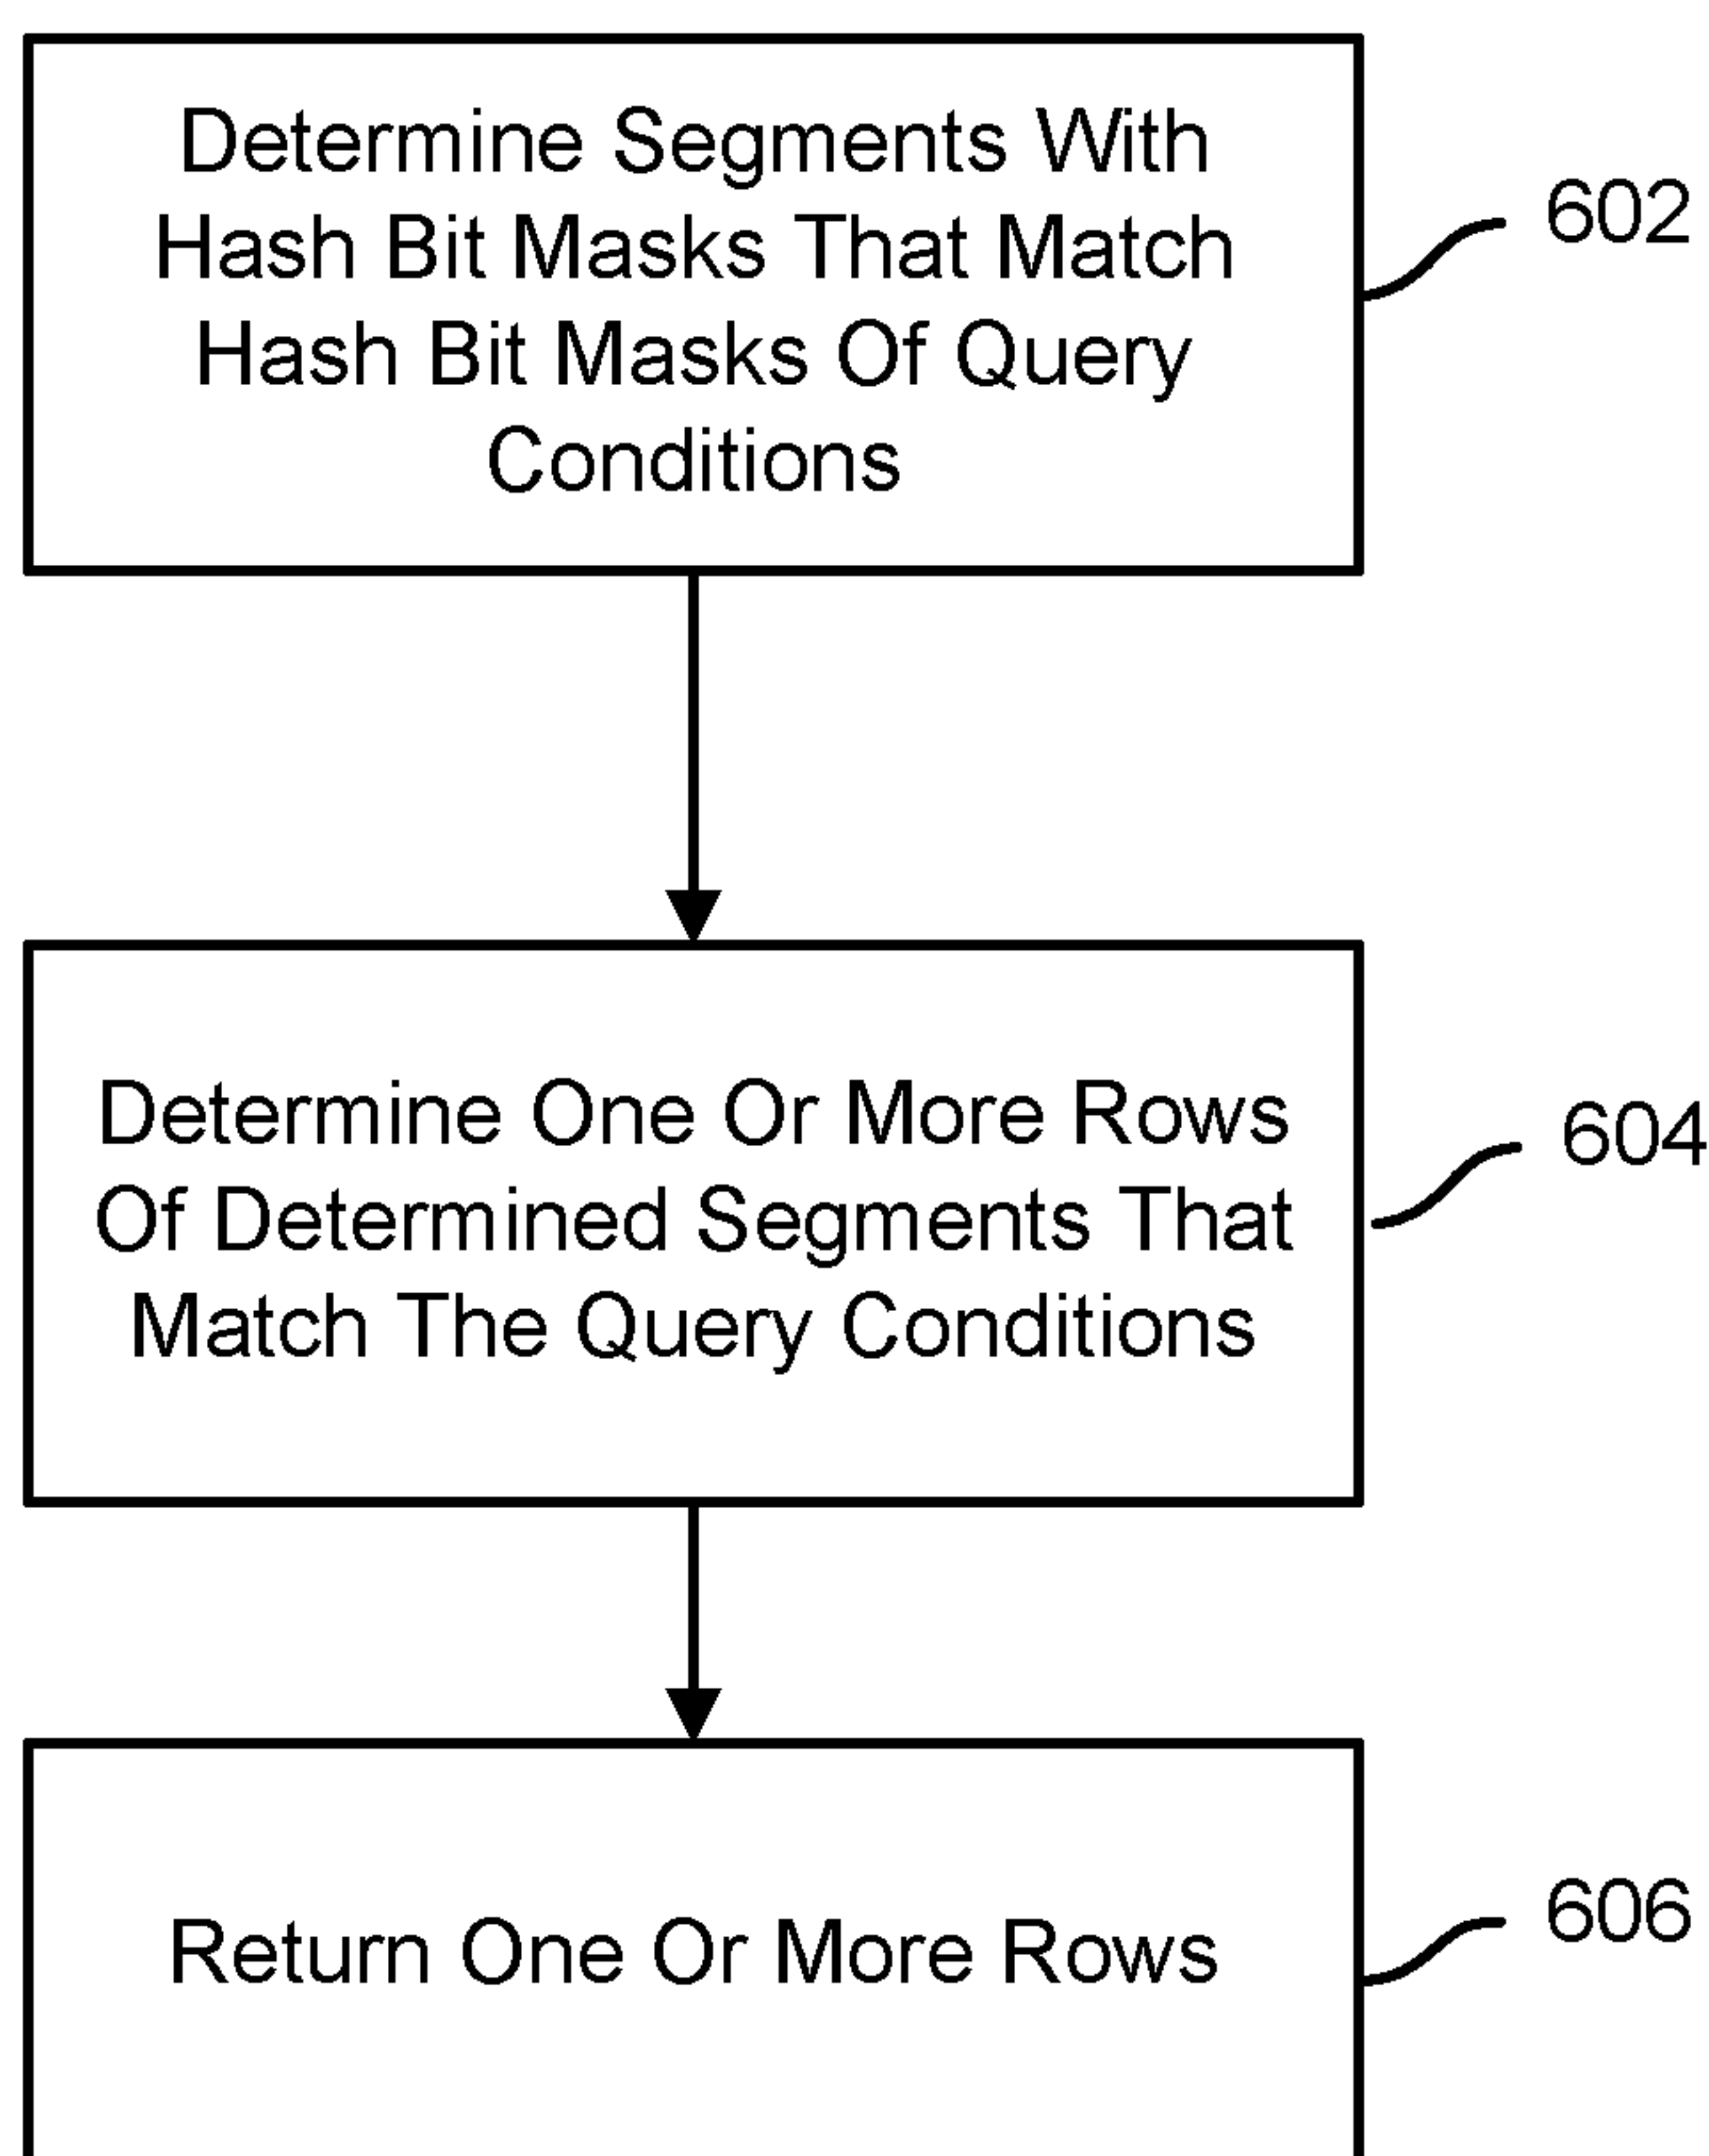 Determine Segments With
Hash Bit Masks That Match
Hash Bit Masks Of Query
Conditions
602
Determine One Or More Rows
Of Determined Segments That
Match The Query Conditions
604
Return One Or More Rows
606